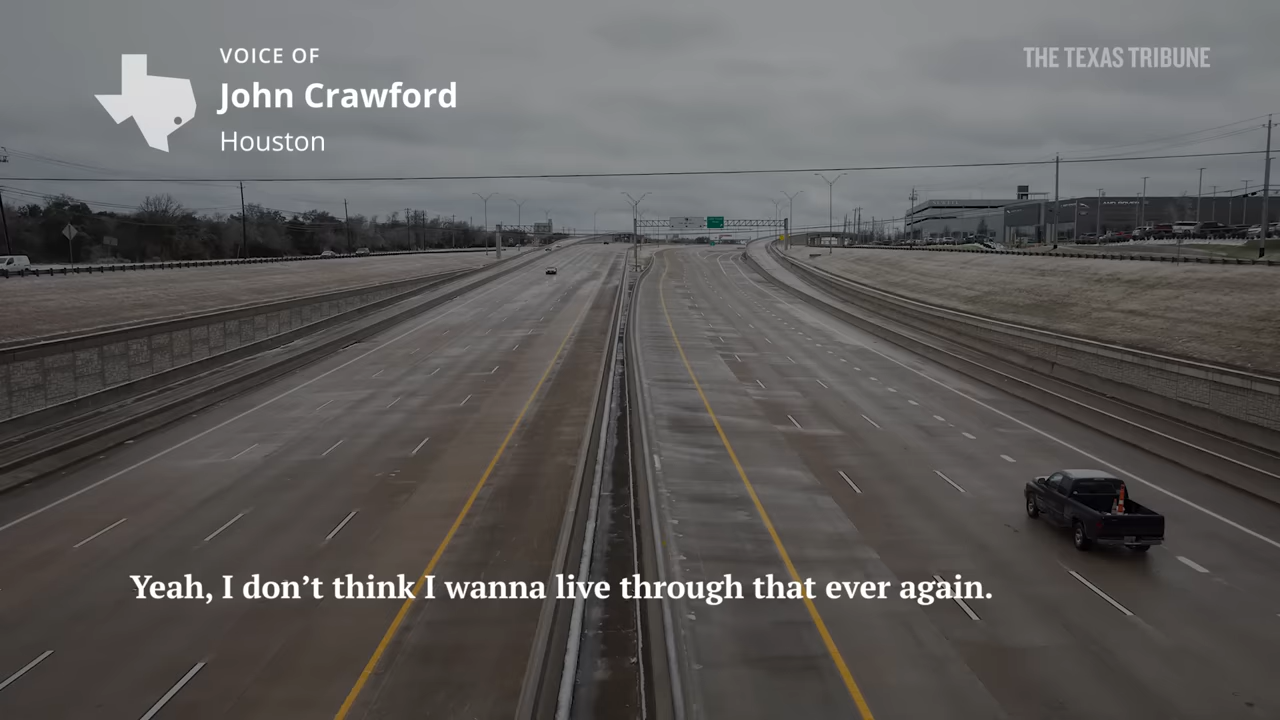 VOICE OF
John Crawford
Houston
THE TEXAS TRIBUNE
Yeah, I don’t think I wanna live through that ever again.